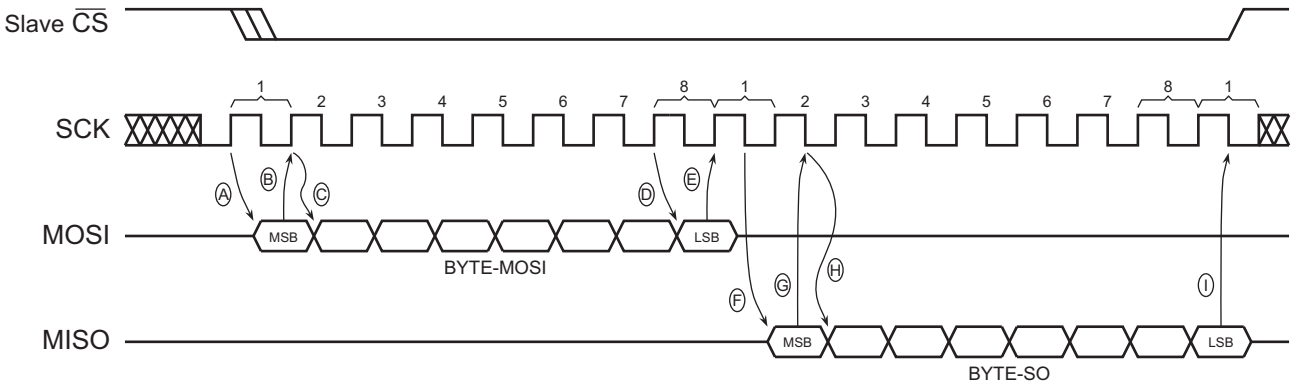 Slave CS
1 2 3 4 5 6 7 8 1 2 3 4 5 6 7 8 1
SCK
A B C D E
MOSI MSB LSB
BYTE-MOSI
F G H I
MISO MSB LSB
BYTE-SO